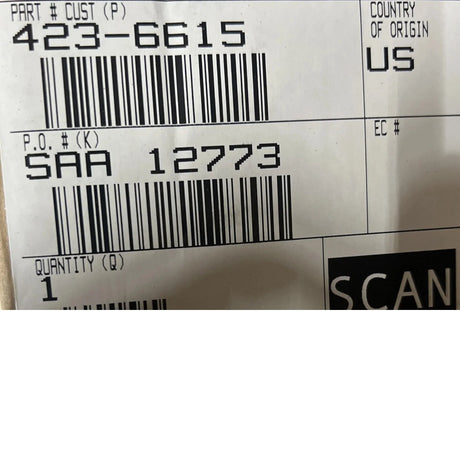 PART # CUST (P)
423-6615
COUNTRY
OF ORIGIN
US
P.O. # (K)
SAA 12773
EC #
QUANTITY (Q)
1
SCAN